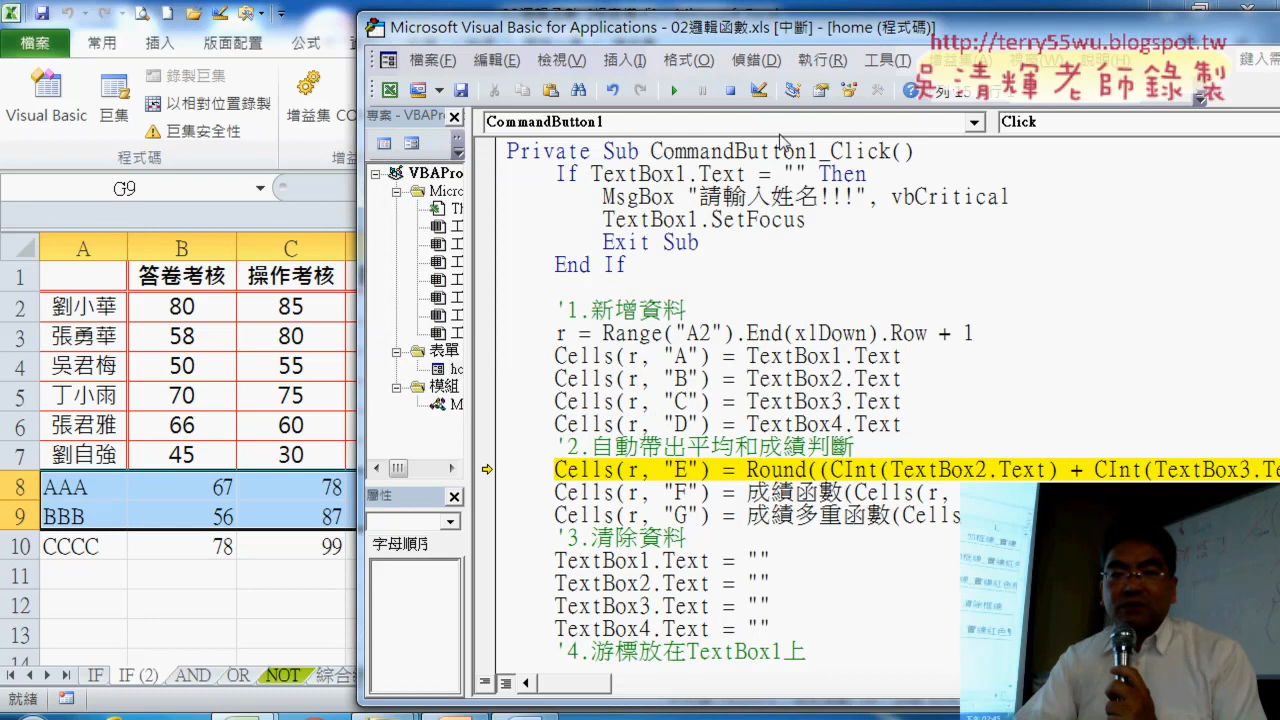 Microsoft Visual Basic for Applications - 02邏輯函數.xls [中斷] - [home (程式碼)]
http://terry55wu.blogspot.tw
吳清輝老師錄製
檔案 常用 插入 版面配置 公式
檔案(F) 編輯(E) 檢視(V) 插入(I) 格式(O) 偵錯(D) 執行(R) 工具(T)
鍵入需
錄製巨集
以相對位置錄製
巨集安全性
Visual Basic 巨集
增益集
程式碼
專案 - VBAPr
CommandButton1
Click
G9
VBAPro
Micro
表單
模組
屬性
字母順序
Private Sub CommandButton1_Click()
If TextBox1.Text = "" Then
MsgBox "請輸入姓名!!!", vbCritical
TextBox1.SetFocus
Exit Sub
End If
'1.新增資料
r = Range("A2").End(xlDown).Row + 1
Cells(r, "A") = TextBox1.Text
Cells(r, "B") = TextBox2.Text
Cells(r, "C") = TextBox3.Text
Cells(r, "D") = TextBox4.Text
'2.自動帶出平均和成績判斷
Cells(r, "E") = Round((CInt(TextBox2.Text) + CInt(TextBox3.Te
Cells(r, "F") = 成績函數(Cells(r,
Cells(r, "G") = 成績多重函數(Cells
'3.清除資料
TextBox1.Text = ""
TextBox2.Text = ""
TextBox3.Text = ""
TextBox4.Text = ""
'4.游標放在TextBox1上
A B C
1 答卷考核 操作考核
2 劉小華 80 85
3 張勇華 58 80
4 吳君梅 50 55
5 丁小雨 70 75
6 張君雅 66 60
7 劉自強 45 30
8 AAA 67 78
9 BBB 56 87
10 CCCC 78 99
11
12
13
14
IF IF (2) AND OR NOT 綜合
就緒